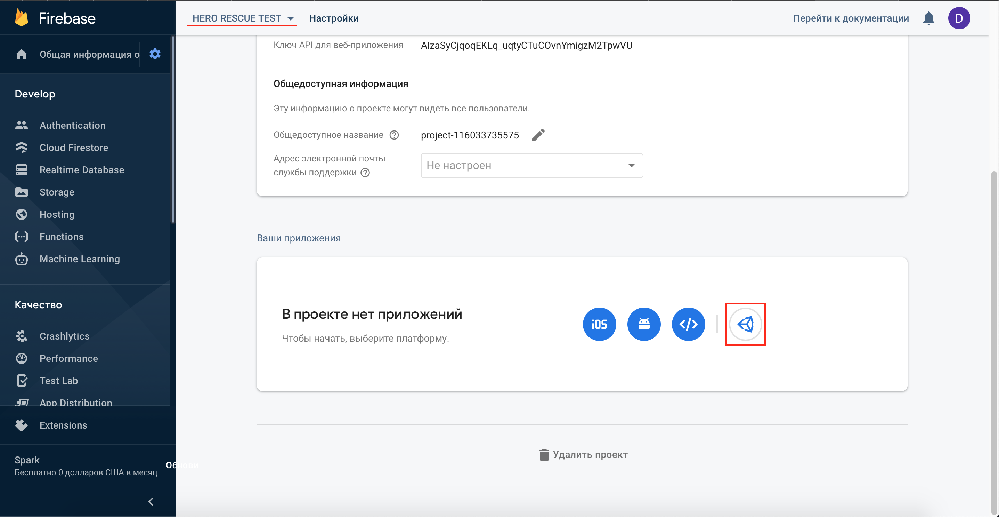 Firebase
HERO RESCUE TEST
Настройки
Перейти к документации
D
Общая информация о
Develop
Authentication
Cloud Firestore
Realtime Database
Storage
Hosting
Functions
Machine Learning
Качество
Crashlytics
Performance
Test Lab
App Distribution
Extensions
Spark
Бесплатно 0 долларов США в месяц
Обнови
Ключ API для веб-приложения
AIzaSyCjqoqEKLq_uqtyCTuCOvnYmigzM2TpwVU
Общедоступная информация
Эту информацию о проекте могут видеть все пользователи.
Общедоступное название
project-116033735575
Адрес электронной почты
службы поддержки
Не настроен
Ваши приложения
В проекте нет приложений
Чтобы начать, выберите платформу.
iOS
Удалить проект